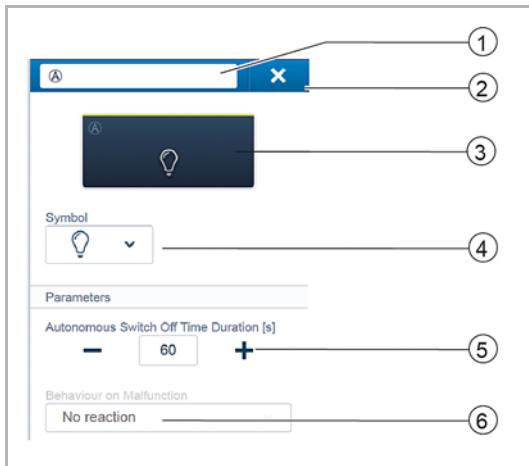 1
Ⓐ
2
Ⓐ
3
Symbol
4
Parameters
Autonomous Switch Off Time Duration [s]
60
5
Behaviour on Malfunction
No reaction
6